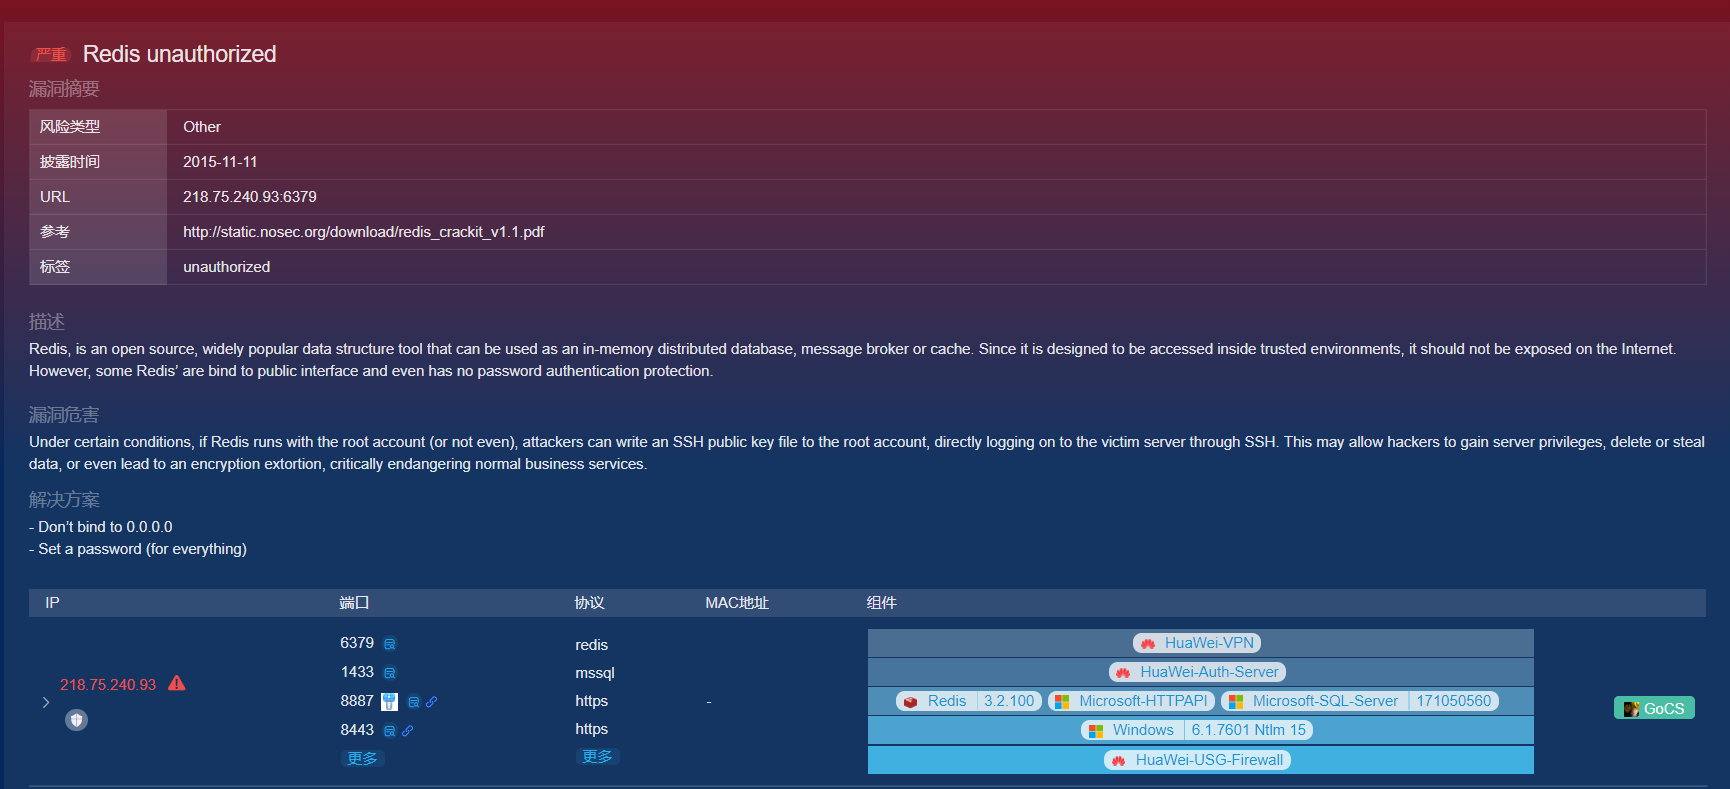 严重 Redis unauthorized
漏洞摘要
风险类型 Other
披露时间 2015-11-11
URL 218.75.240.93:6379
参考 http://static.nosec.org/download/redis_crackit_v1.1.pdf
标签 unauthorized
描述
Redis, is an open source, widely popular data structure tool that can be used as an in-memory distributed database, message broker or cache. Since it is designed to be accessed inside trusted environments, it should not be exposed on the Internet.
However, some Redis’ are bind to public interface and even has no password authentication protection.
漏洞危害
Under certain conditions, if Redis runs with the root account (or not even), attackers can write an SSH public key file to the root account, directly logging on to the victim server through SSH. This may allow hackers to gain server privileges, delete or steal
data, or even lead to an encryption extortion, critically endangering normal business services.
解决方案
- Don’t bind to 0.0.0.0
- Set a password (for everything)
IP 端口 协议 MAC地址 组件
6379 redis HuaWei-VPN
1433 mssql HuaWei-Auth-Server
218.75.240.93
8887 https - Redis 3.2.100 Microsoft-HTTPAPI Microsoft-SQL-Server 171050560
GoCS
8443 https Windows 6.1.7601 Ntlm 15
更多 更多 HuaWei-USG-Firewall